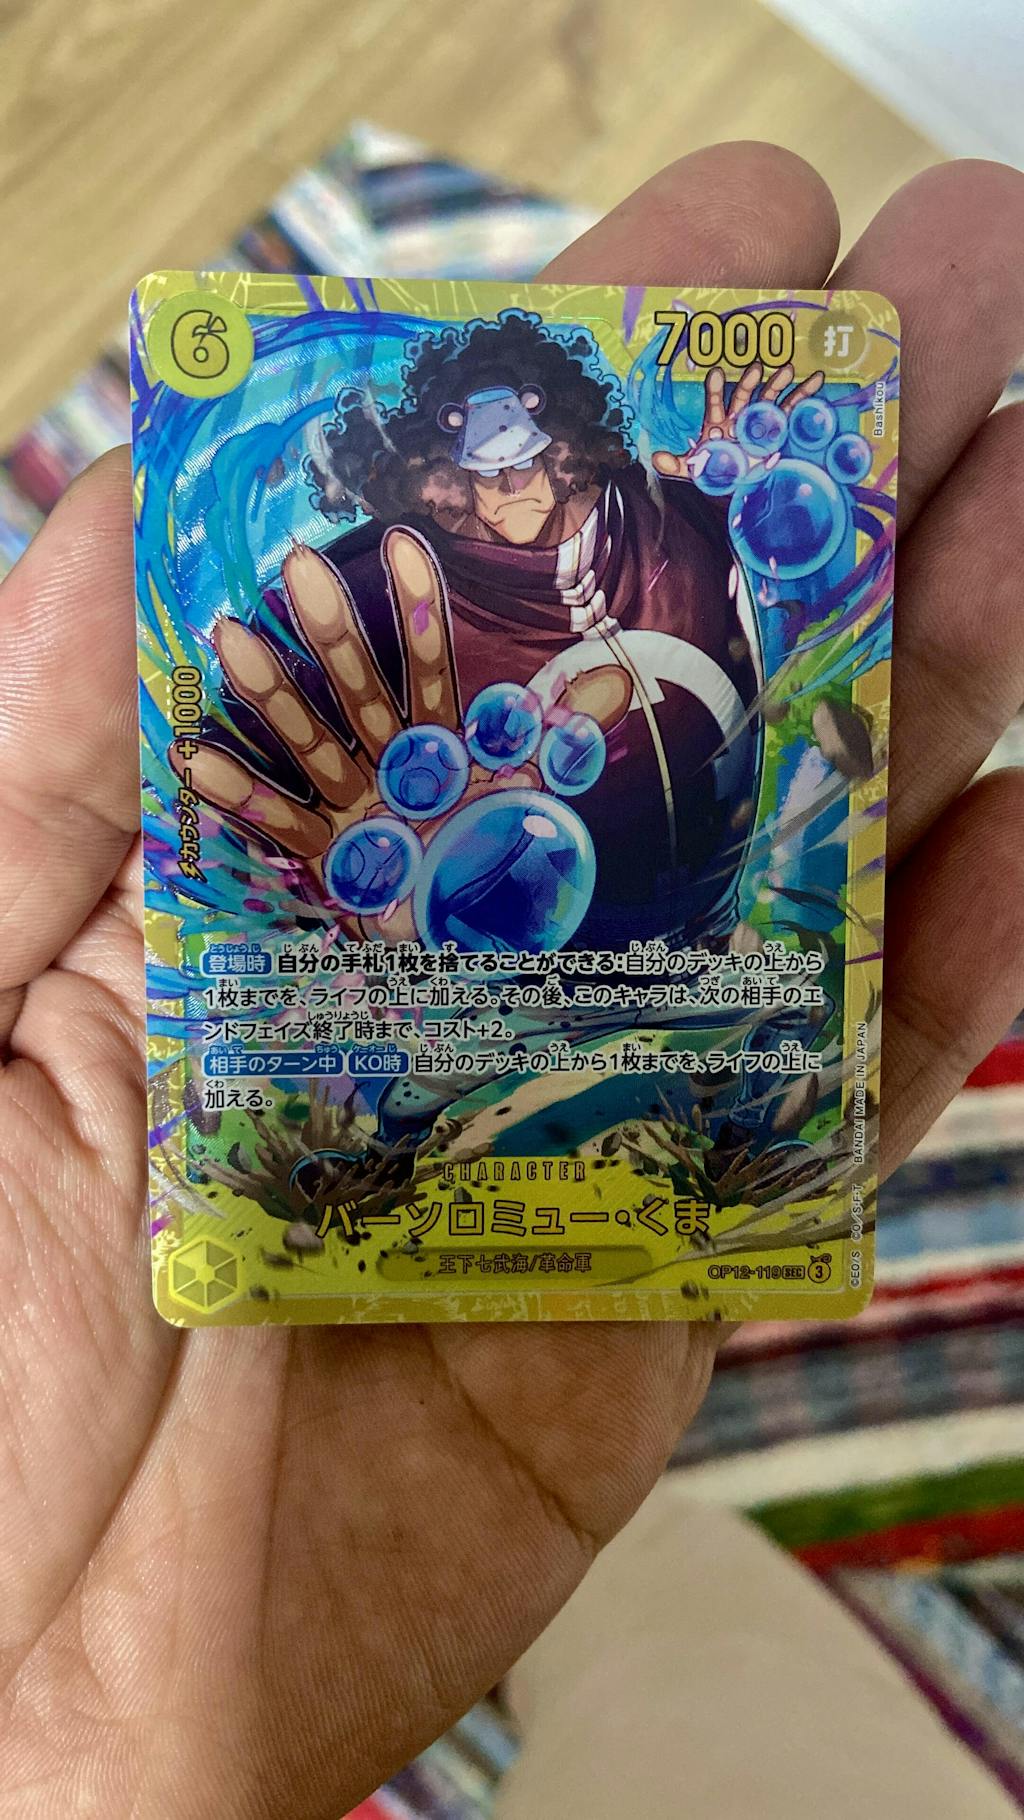 6
7000 打
Bashikou
カウンター +1000
登場時 自分の手札1枚を捨てることができる:自分のデッキの上から
1枚までを、ライフの上に加える。その後、このキャラは、次の相手のエ
ンドフェイズ終了時まで、コスト+2。
相手のターン中 KO時 自分のデッキの上から1枚までを、ライフの上に
加える。
CHARACTER
バーソロミュー・くま
王下七武海/革命軍
OP12-119 SEC 3
©EO/S ©O/S・F・T BANDAI MADE IN JAPAN